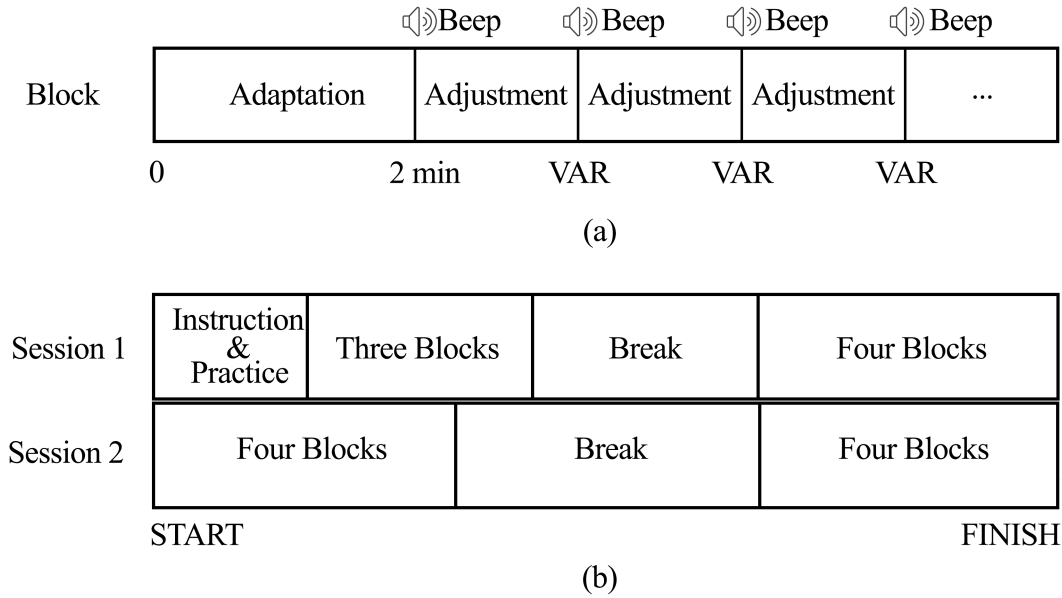 Beep Beep Beep Beep
Block Adaptation Adjustment Adjustment Adjustment ...
0 2 min VAR VAR VAR
(a)
Session 1 Instruction & Practice Three Blocks Break Four Blocks
Session 2 Four Blocks Break Four Blocks
START FINISH
(b)